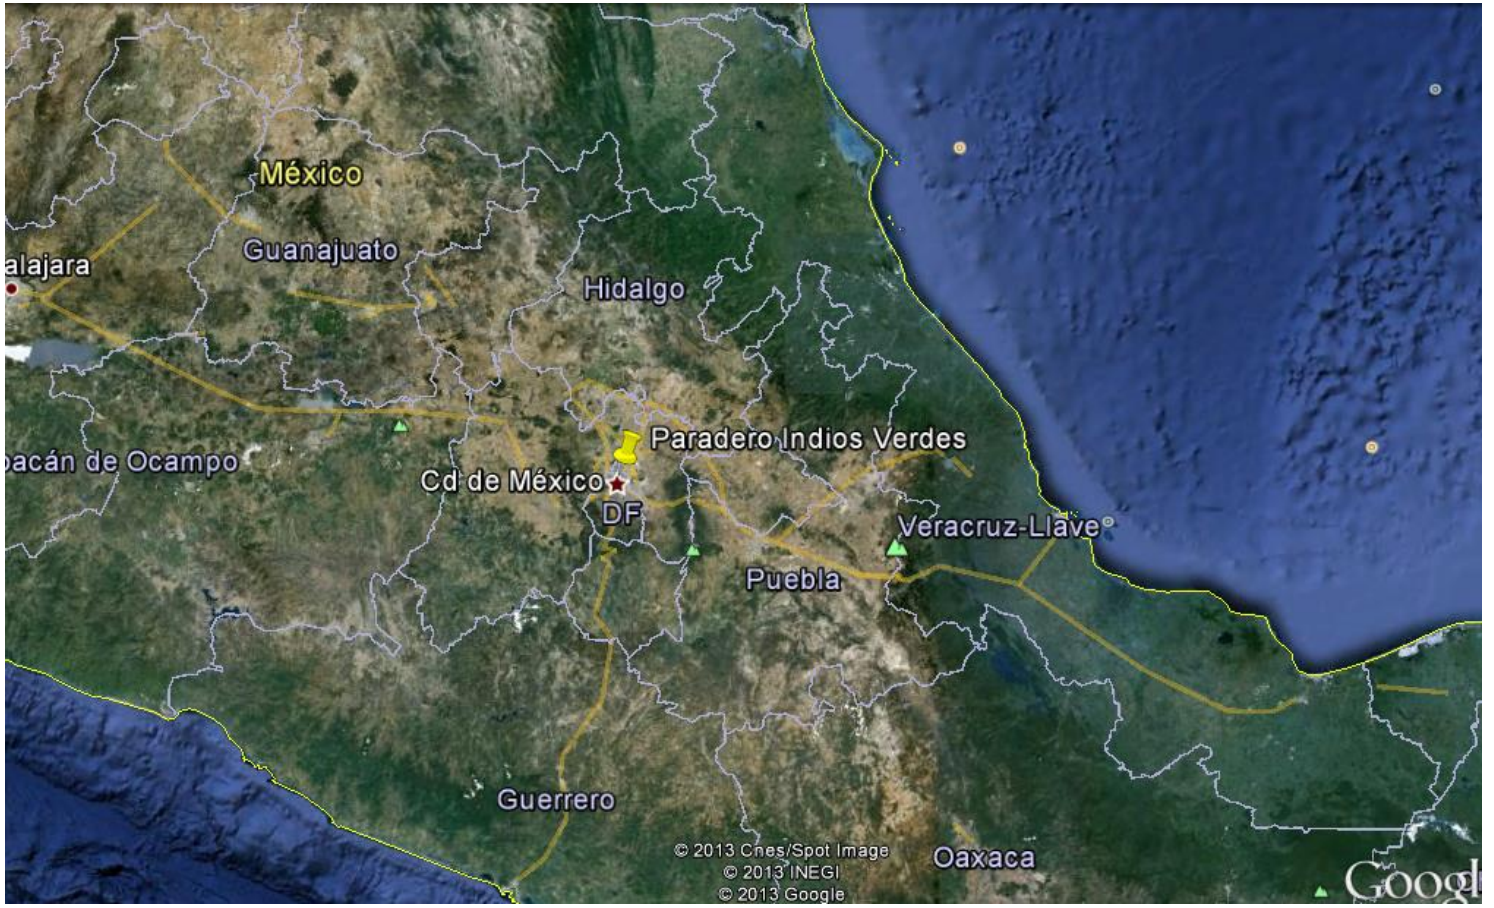 México
Guanajuato
alajara
Hidalgo
Paradero Indios Verdes
oacán de Ocampo
Cd de México
DF
Veracruz-Llave
Puebla
Guerrero
© 2013 Cnes/Spot Image
Oaxaca
© 2013 INEGI
© 2013 Google
Googl